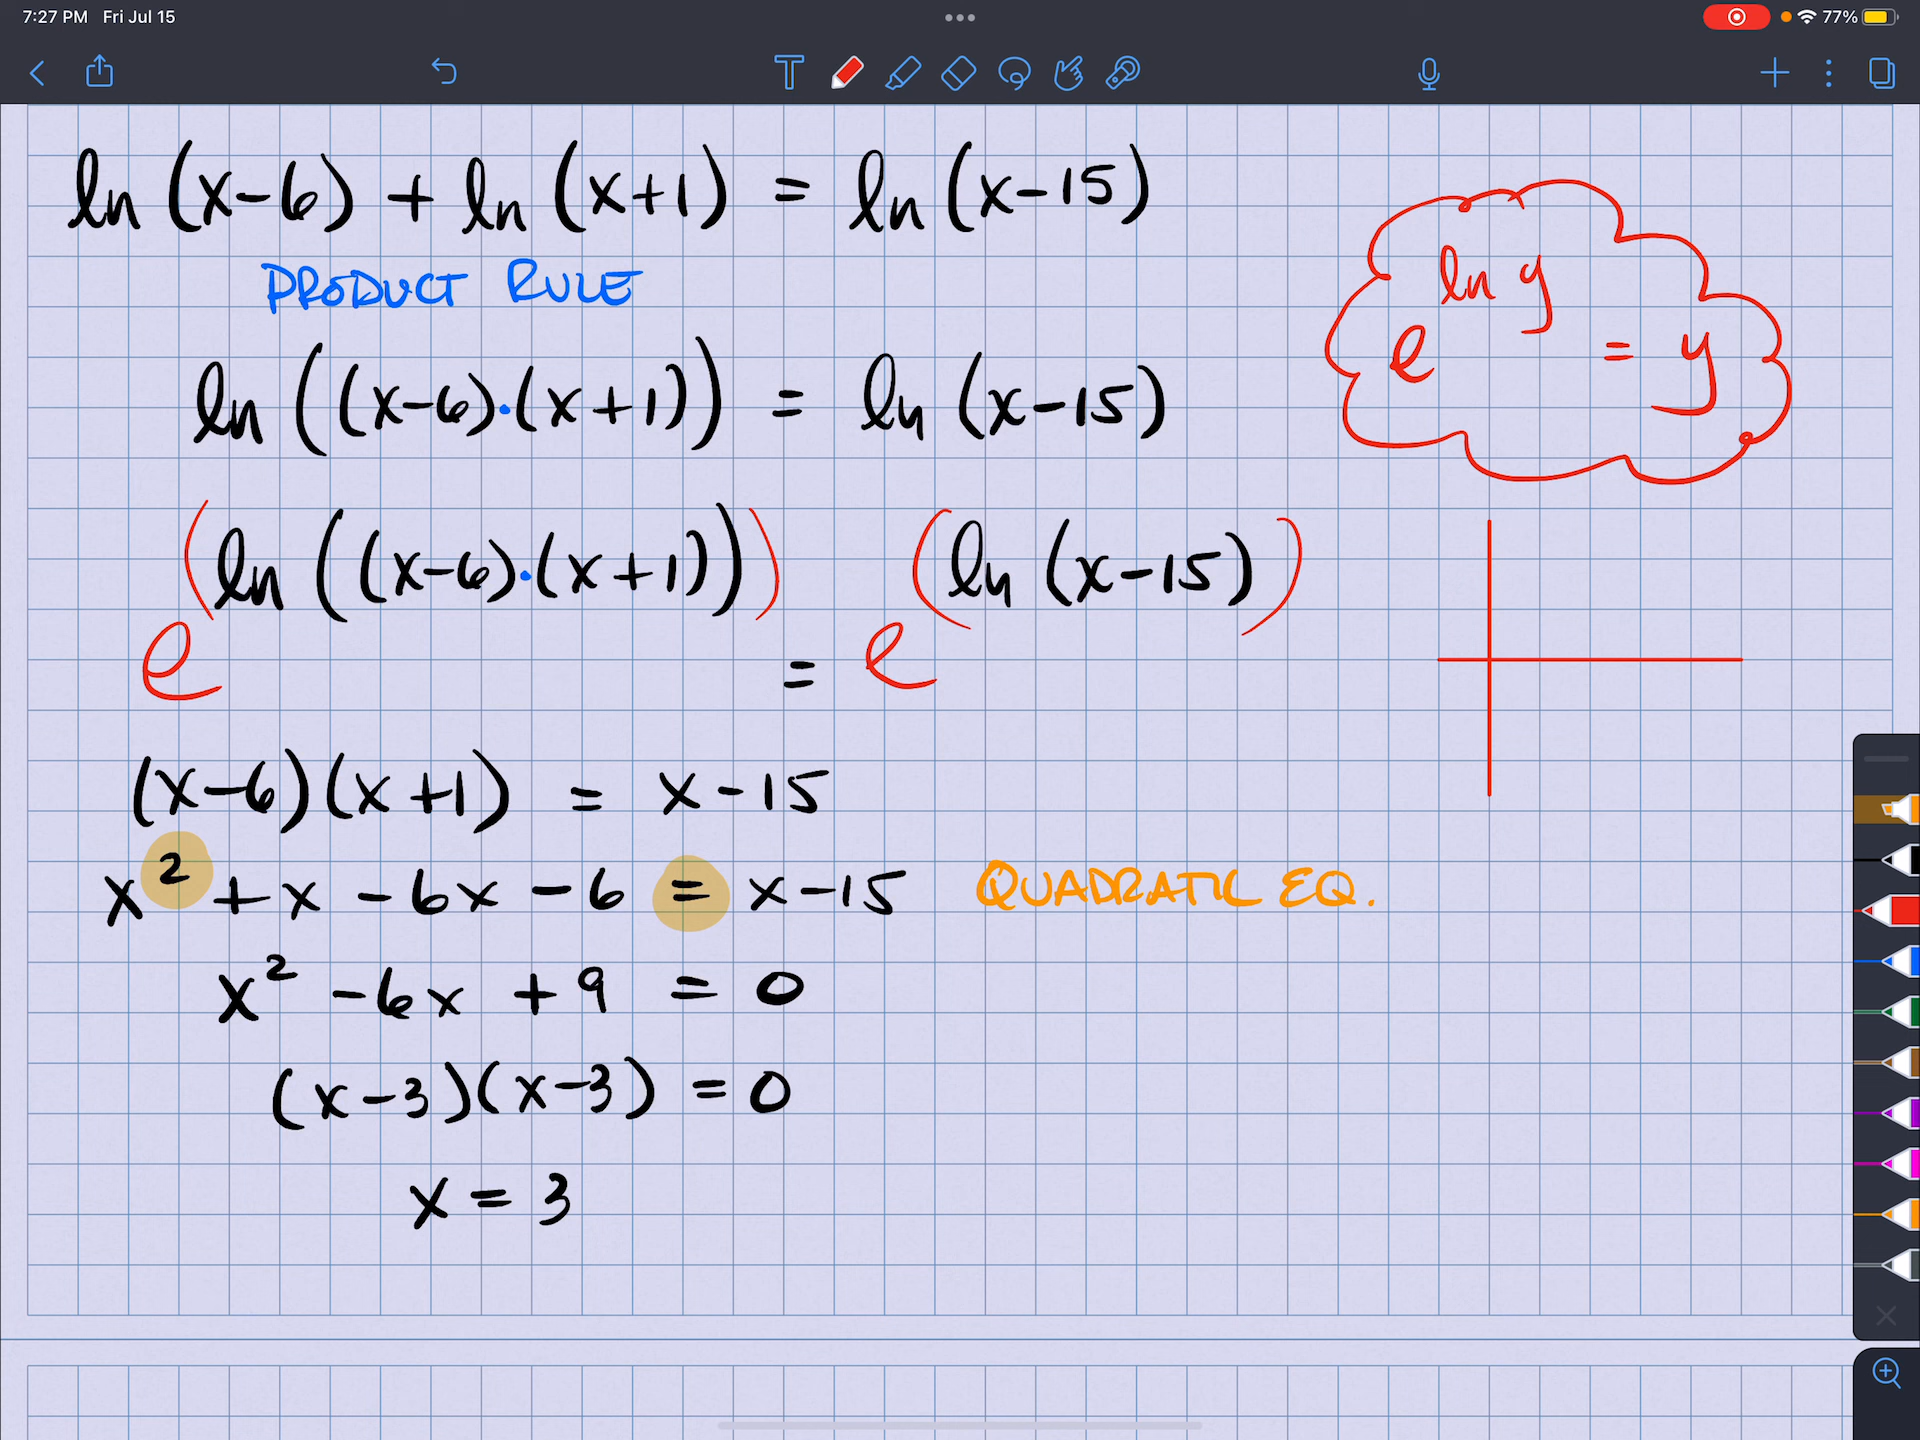 7:27 PM Fri Jul 15
77%
T
ln (x-6) + ln (x+1) = ln (x-15)
PRODUCT RULE
ln y
e = y
ln ((x-6)·(x+1)) = ln (x-15)
e^(ln ((x-6)·(x+1))) = e^(ln (x-15))
(x-6)(x+1) = x-15
x² + x - 6x - 6 = x-15 QUADRATIC EQ.
x² - 6x + 9 = 0
(x-3)(x-3) = 0
x = 3